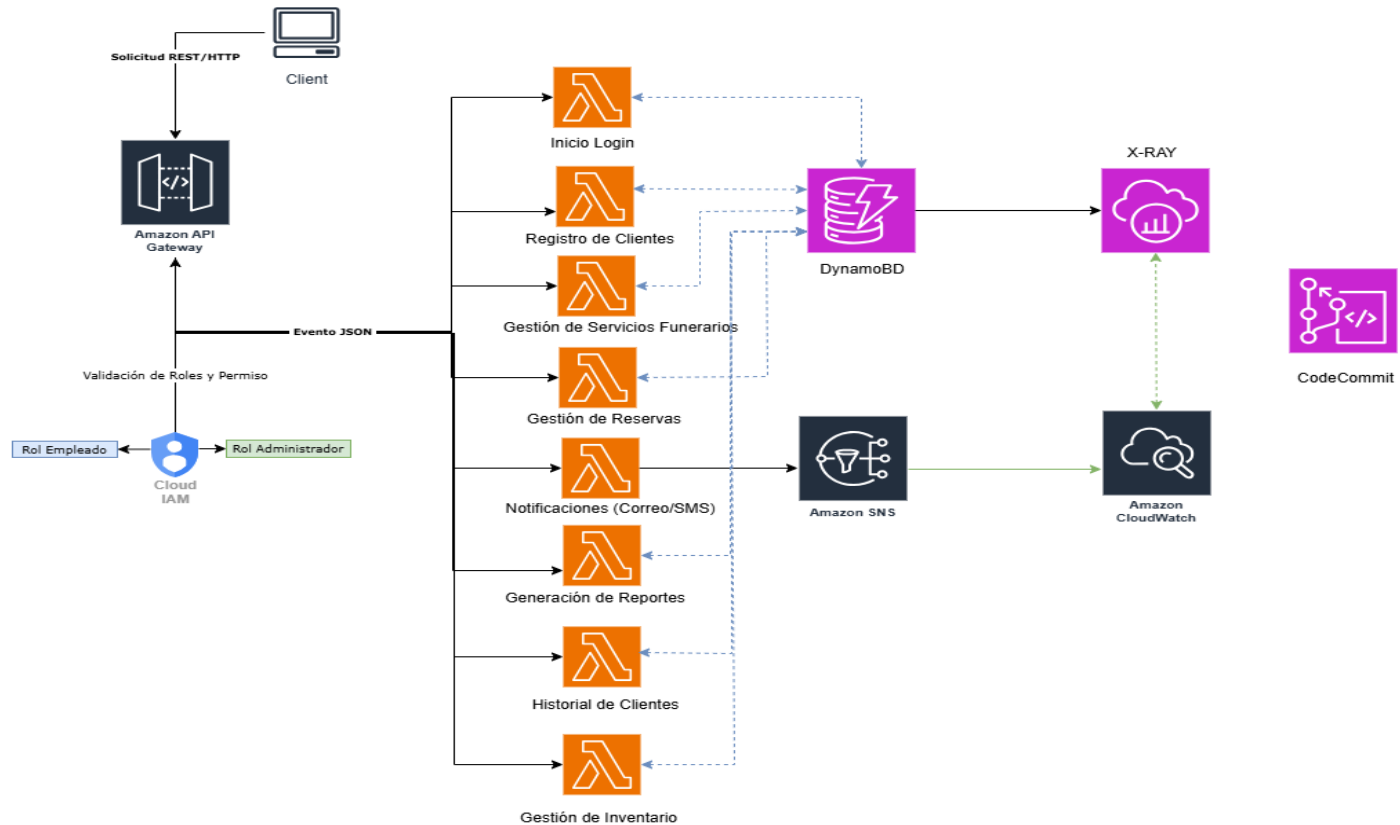 Solicitud REST/HTTP
Client
Amazon API
Gateway
Evento JSON
Validación de Roles y Permiso
Rol Empleado
Rol Administrador
Cloud
IAM
Inicio Login
Registro de Clientes
Gestión de Servicios Funerarios
Gestión de Reservas
Notificaciones (Correo/SMS)
Generación de Reportes
Historial de Clientes
Gestión de Inventario
DynamoBD
Amazon SNS
X-RAY
Amazon
CloudWatch
CodeCommit